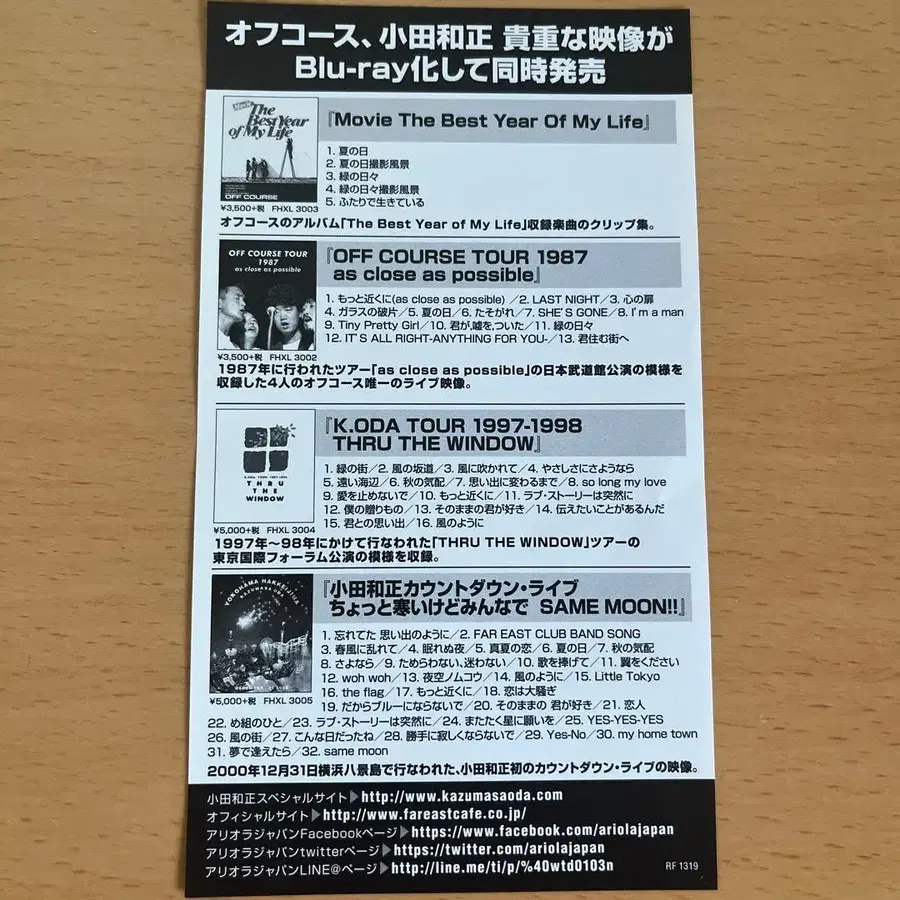 オフコース、小田和正 貴重な映像が
Blu-ray化して同時発売
Movie The Best Year of My Life
OFF COURSE
¥3,500+税 FHXL 3003
『Movie The Best Year Of My Life』
1. 夏の日
2. 夏の日撮影風景
3. 緑の日々
4. 緑の日々撮影風景
5. ふたりで生きている
オフコースのアルバム「The Best Year of My Life」収録楽曲のクリップ集。
OFF COURSE TOUR
1987
as close as possible
¥3,500+税 FHXL 3002
『OFF COURSE TOUR 1987
as close as possible』
1. もっと近くに(as close as possible) /2. LAST NIGHT/3. 心の扉
4. ガラスの破片/5. 夏の日/6. たそがれ/7. SHE'S GONE/8. I'm a man
9. Tiny Pretty Girl/10. 君が、嘘を、ついた/11. 緑の日々
12. IT'S ALL RIGHT-ANYTHING FOR YOU-/13. 君住む街へ
1987年に行われたツアー「as close as possible」の日本武道館公演の模様を
収録した4人のオフコース唯一のライブ映像。
K.ODA TOUR 1997-1998
THRU
THE
WINDOW
¥5,000+税 FHXL 3004
『K.ODA TOUR 1997-1998
THRU THE WINDOW』
1. 緑の街/2. 風の坂道/3. 風に吹かれて/4. やさしさにさようなら
5. 遠い海辺/6. 秋の気配/7. 思い出に変わるまで/8. so long my love
9. 愛を止めないで/10. もっと近くに/11. ラブ・ストーリーは突然に
12. 僕の贈りもの/13. そのままの君が好き/14. 伝えたいことがあるんだ
15. 君との思い出/16. 風のように
1997年〜98年にかけて行なわれた「THRU THE WINDOW」ツアーの
東京国際フォーラム公演の模様を収録。
YOKOHAMA HAKKEIJIMA
KAZUMASA ODA
¥5,000+税 FHXL 3005
『小田和正カウントダウン・ライブ
ちょっと寒いけどみんなで SAME MOON!!』
1. 忘れてた 思い出のように/2. FAR EAST CLUB BAND SONG
3. 春風に乱れて/4. 眠れぬ夜/5. 真夏の恋/6. 夏の日/7. 秋の気配
8. さよなら/9. ためらわない、迷わない/10. 歌を捧げて/11. 翼をください
12. woh woh/13. 夜空ノムコウ/14. 風のように/15. Little Tokyo
16. the flag/17. もっと近くに/18. 恋は大騒ぎ
19. だからブルーにならないで/20. そのままの 君が好き/21. 恋人
22. め組のひと/23. ラブ・ストーリーは突然に/24. またたく星に願いを/25. YES-YES-YES
26. 風の街/27. こんな日だったね/28. 勝手に寂しくならないで/29. Yes-No/30. my home town
31. 夢で逢えたら/32. same moon
2000年12月31日横浜八景島で行なわれた、小田和正初のカウントダウン・ライブの映像。
小田和正スペシャルサイト▶http://www.kazumasaoda.com
オフィシャルサイト▶http://www.fareastcafe.co.jp/
アリオラジャパンFacebookページ▶https://www.facebook.com/ariolajapan
アリオラジャパンtwitterページ▶https://twitter.com/ariolajapan
アリオラジャパンLINE@ページ▶http://line.me/ti/p/%40wtd0103n
RF 1319